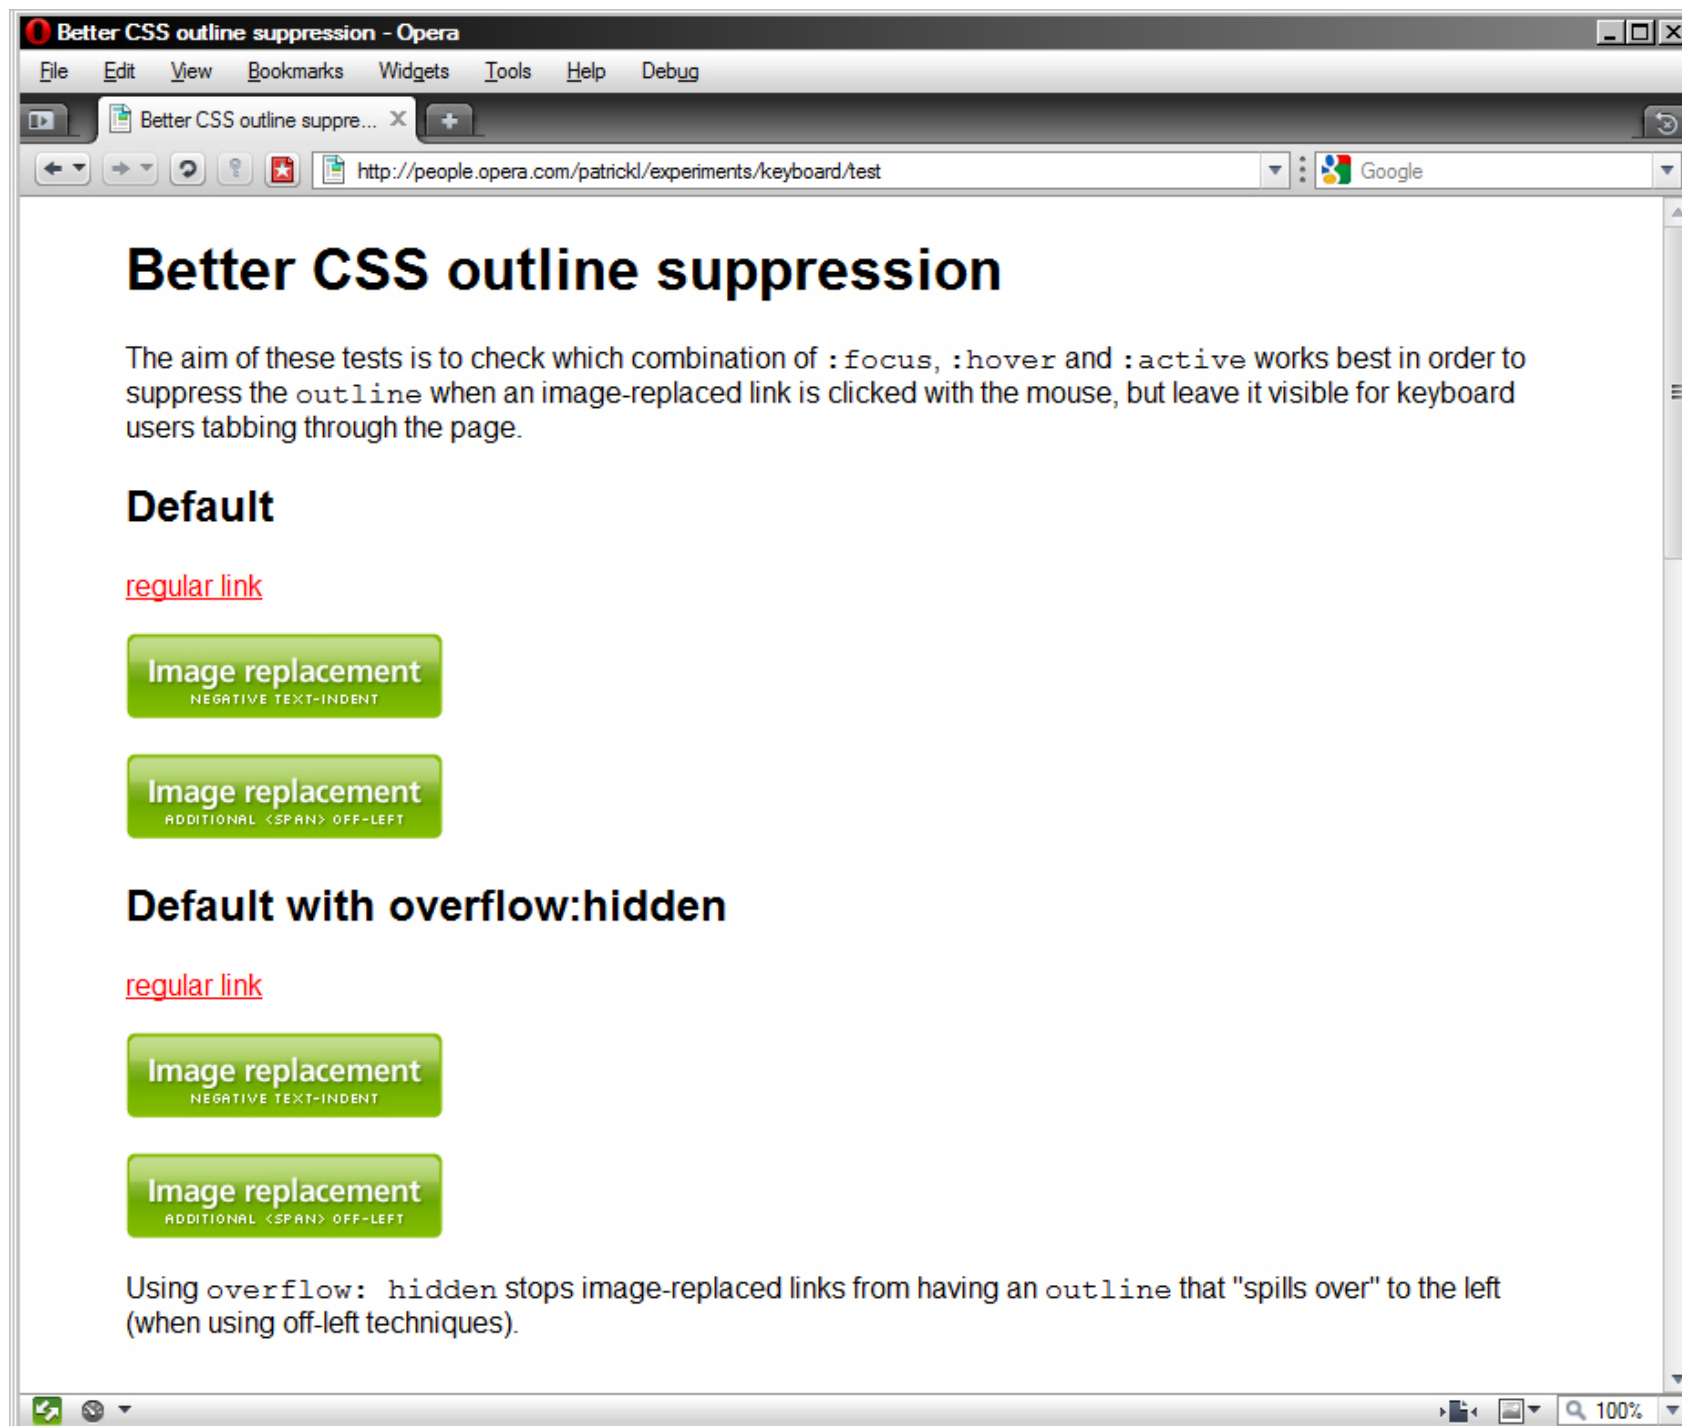 Better CSS outline suppression - Opera
File Edit View Bookmarks Widgets Tools Help Debug
Better CSS outline suppre...
http://people.opera.com/patrickl/experiments/keyboard/test Google
Better CSS outline suppression
The aim of these tests is to check which combination of :focus, :hover and :active works best in order to
suppress the outline when an image-replaced link is clicked with the mouse, but leave it visible for keyboard
users tabbing through the page.
Default
regular link
Image replacement
NEGATIVE TEXT-INDENT
Image replacement
ADDITIONAL <SPAN> OFF-LEFT
Default with overflow:hidden
regular link
Image replacement
NEGATIVE TEXT-INDENT
Image replacement
ADDITIONAL <SPAN> OFF-LEFT
Using overflow: hidden stops image-replaced links from having an outline that "spills over" to the left
(when using off-left techniques).
100%